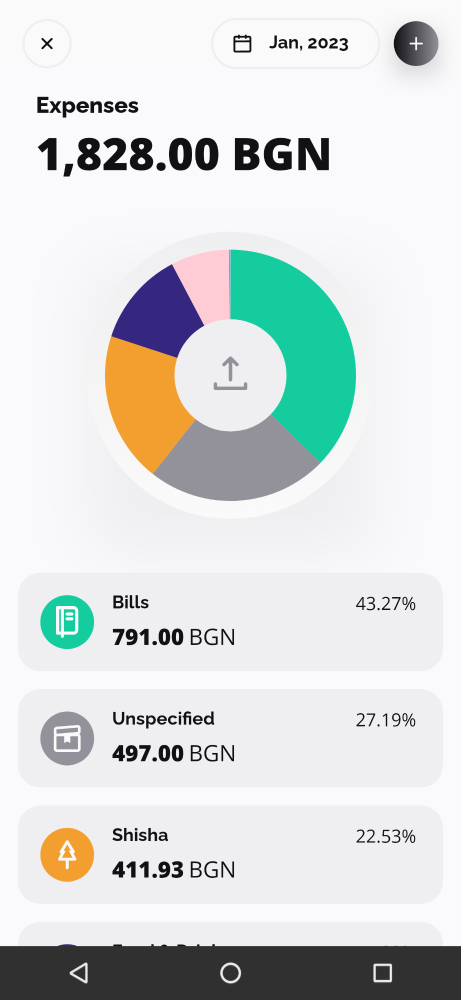 Jan, 2023
Expenses
1,828.00 BGN
Bills
43.27%
791.00 BGN
Unspecified
27.19%
497.00 BGN
Shisha
22.53%
411.93 BGN